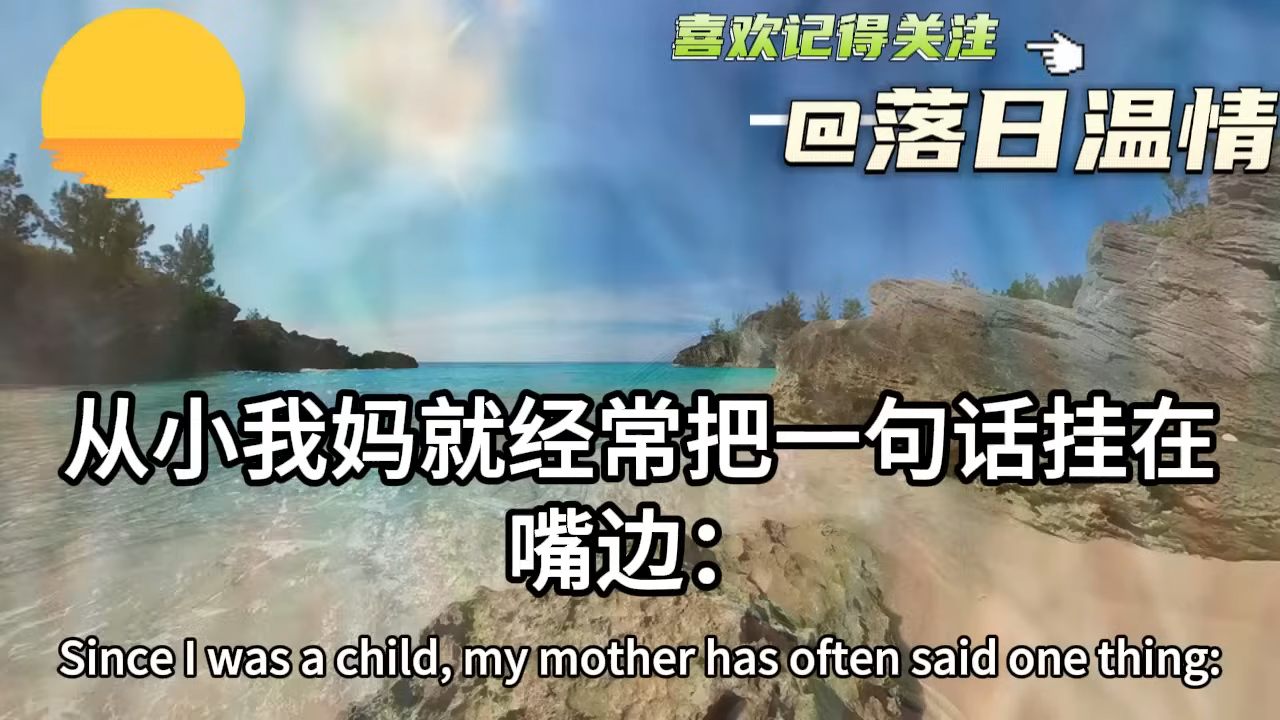 喜欢记得关注
@落日温情
从小我妈就经常把一句话挂在
嘴边：
Since I was a child, my mother has often said one thing: